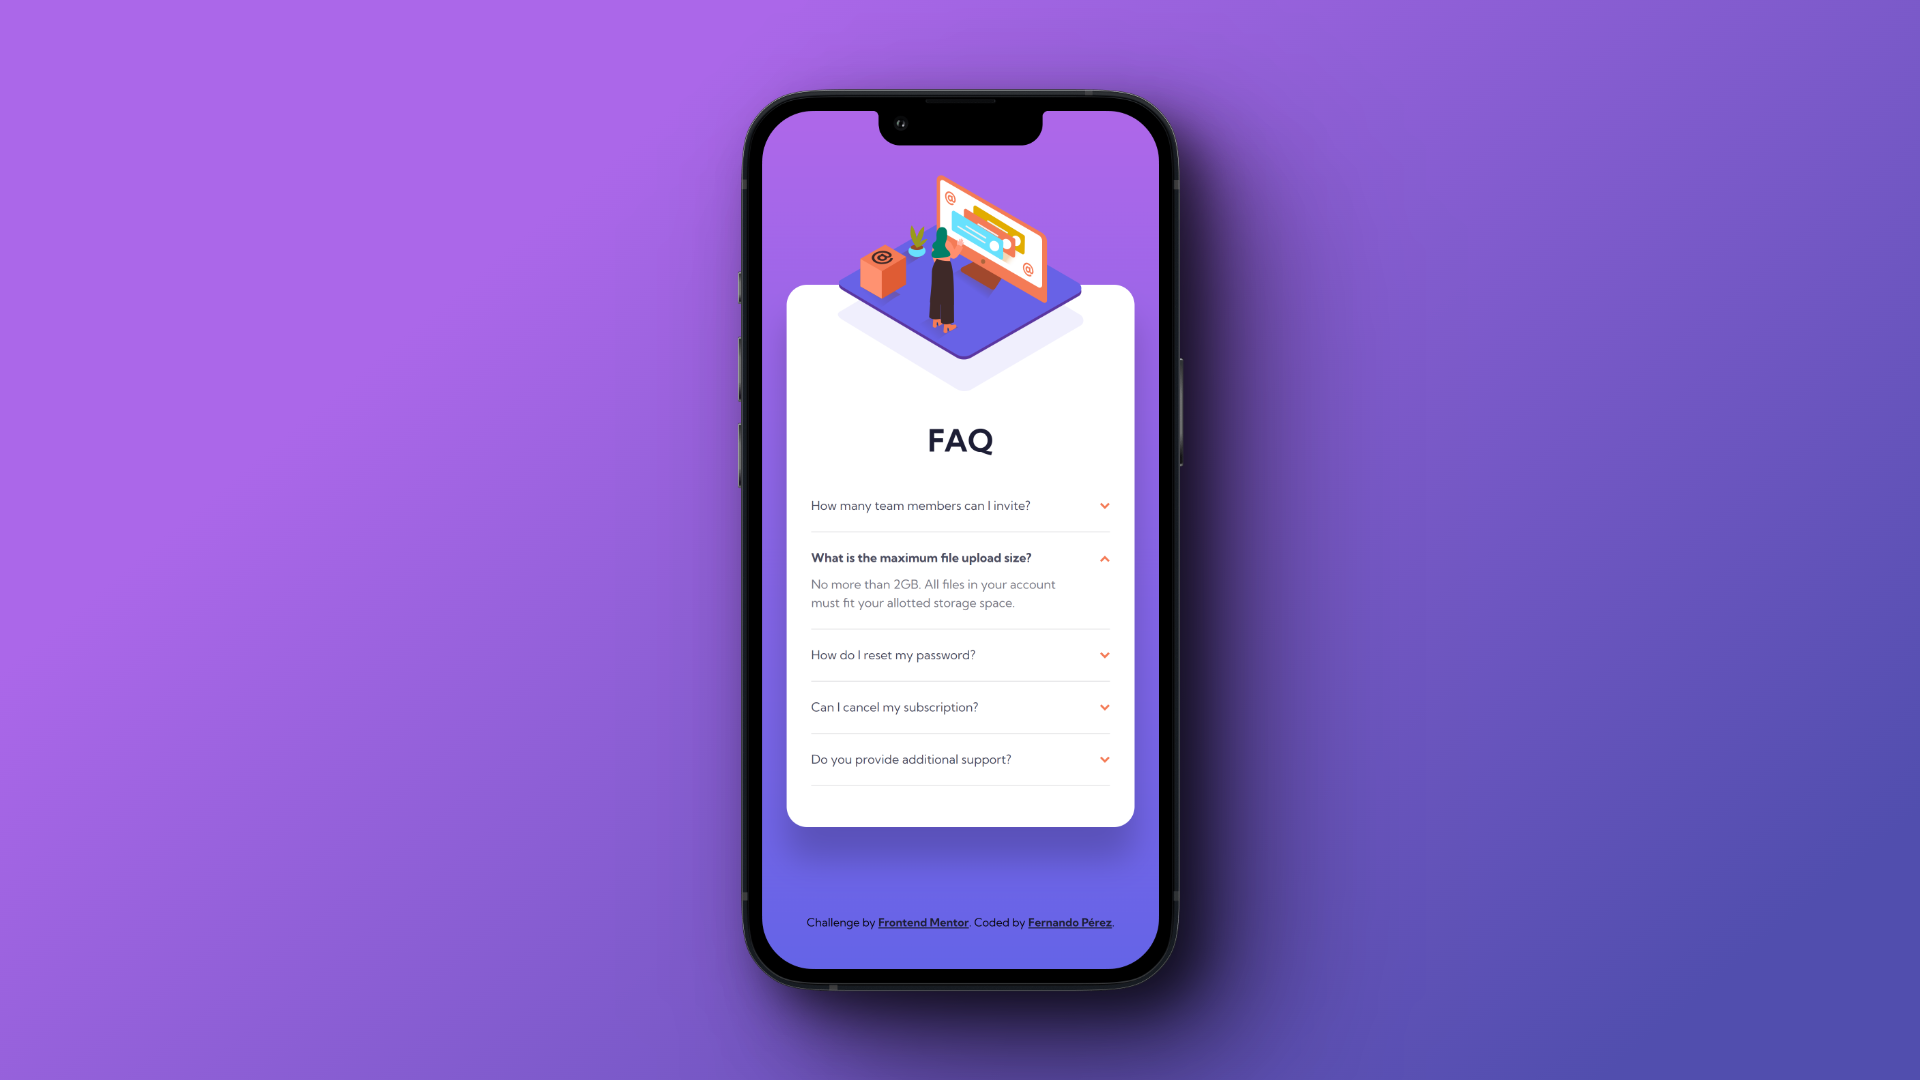 @
@
@
FAQ
How many team members can I invite?
What is the maximum file upload size?
No more than 2GB. All files in your account
must fit your allotted storage space.
How do I reset my password?
Can I cancel my subscription?
Do you provide additional support?
Challenge by Frontend Mentor. Coded by Fernando Pérez.